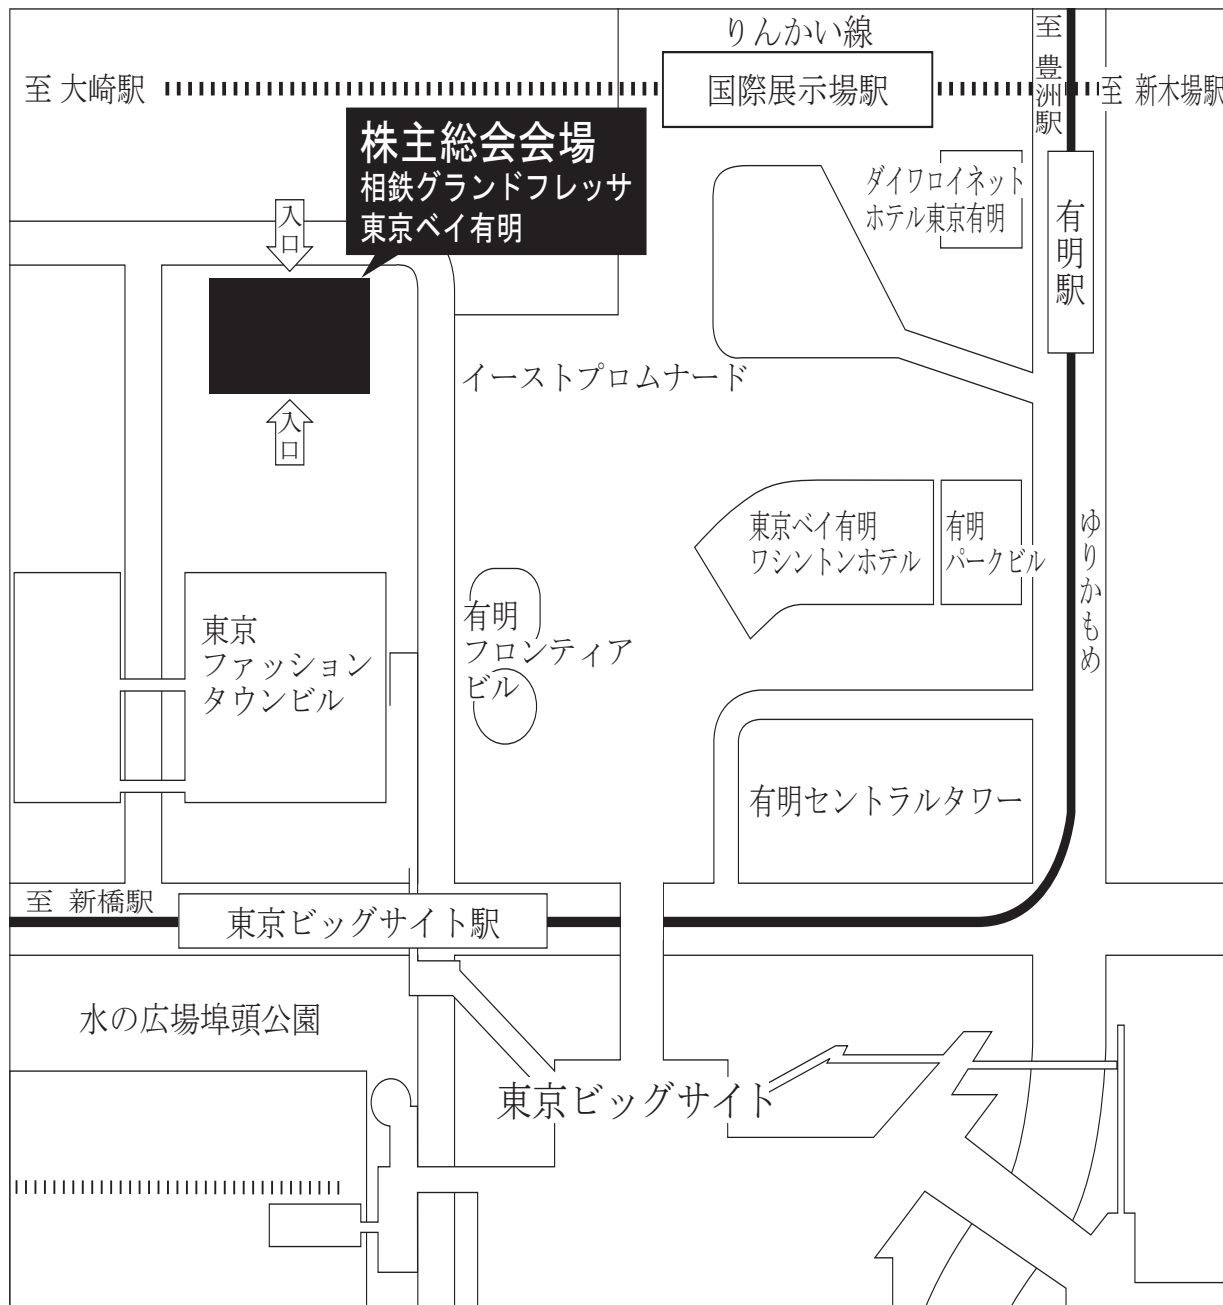 りんかい線
至 大崎駅
国際展示場駅
至 豊洲駅
至 新木場駅
株主総会会場
相鉄グランドフレッサ
東京ベイ有明
入口
ダイワロイネット
ホテル東京有明
有明駅
イーストプロムナード
入口
東京ベイ有明
ワシントンホテル
有明
パークビル
ゆりかもめ
東京
ファッション
タウンビル
有明
フロンティア
ビル
有明セントラルタワー
至 新橋駅
東京ビッグサイト駅
水の広場埠頭公園
東京ビッグサイト